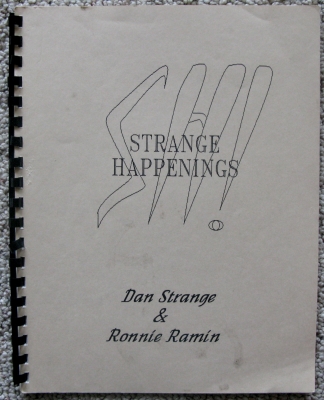 SH!
STRANGE
HAPPENINGS
Dan Strange
&
Ronnie Ramin